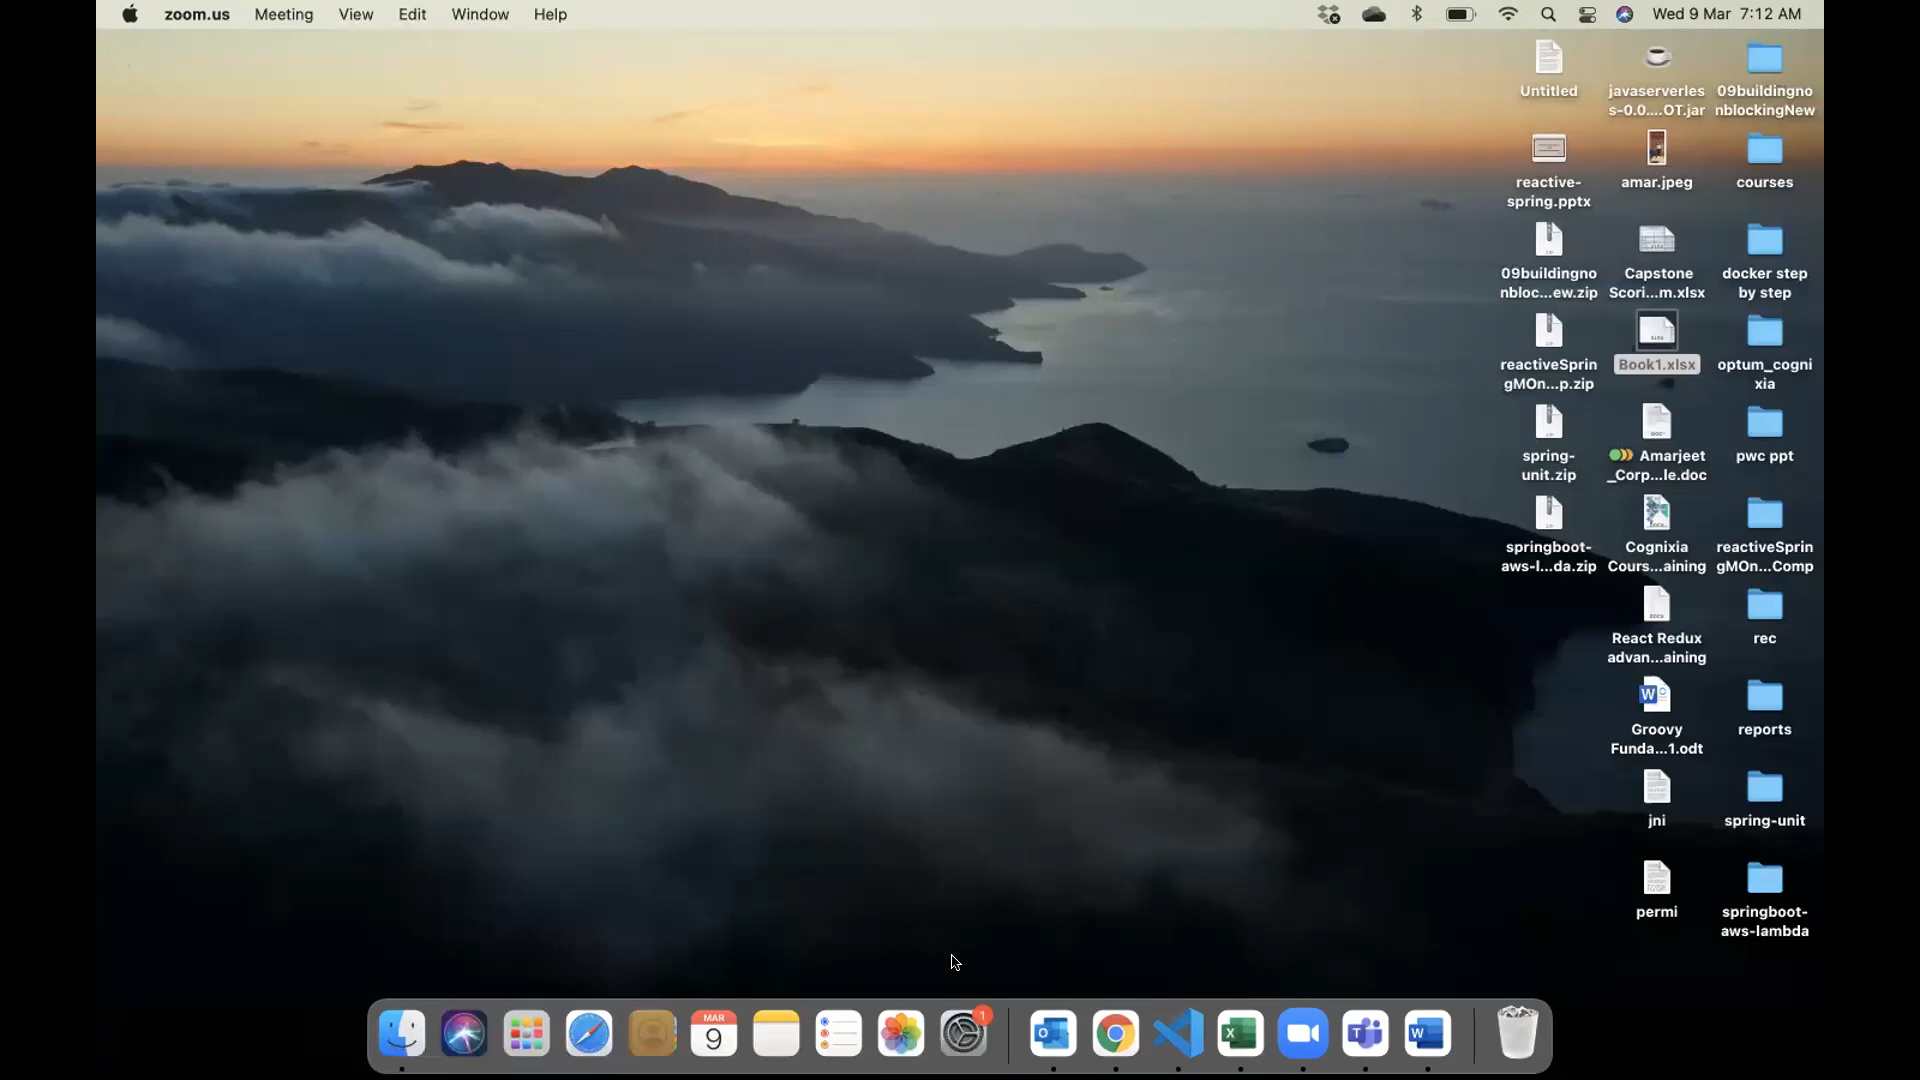 zoom.us Meeting View Edit Window Help Wed 9 Mar 7:12 AM
Untitled
javaserverles
s-0.0....OT.jar
09buildingno
nblockingNew
reactive-
spring.pptx
amar.jpeg
courses
09buildingno
nbloc...ew.zip
Capstone
Scori...m.xlsx
docker step
by step
reactiveSprin
gMOn...p.zip
Book1.xlsx
optum_cogni
xia
spring-
unit.zip
Amarjeet
_Corp...le.doc
pwc ppt
springboot-
aws-l...da.zip
Cognixia
Cours...aining
reactiveSprin
gMOn...Comp
React Redux
advan...aining
rec
Groovy
Funda...1.odt
reports
jni
spring-unit
permi
springboot-
aws-lambda
MAR
9
1